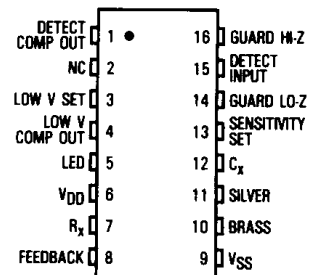 DETECT
COMP OUT 1 16 GUARD HI-Z
NC 2 15 DETECT
INPUT
LOW V SET 3 14 GUARD LO-Z
LOW V
COMP OUT 4 13 SENSITIVITY
SET
LED 5 12 Cx
VDD 6 11 SILVER
Rx 7 10 BRASS
FEEDBACK 8 9 VSS